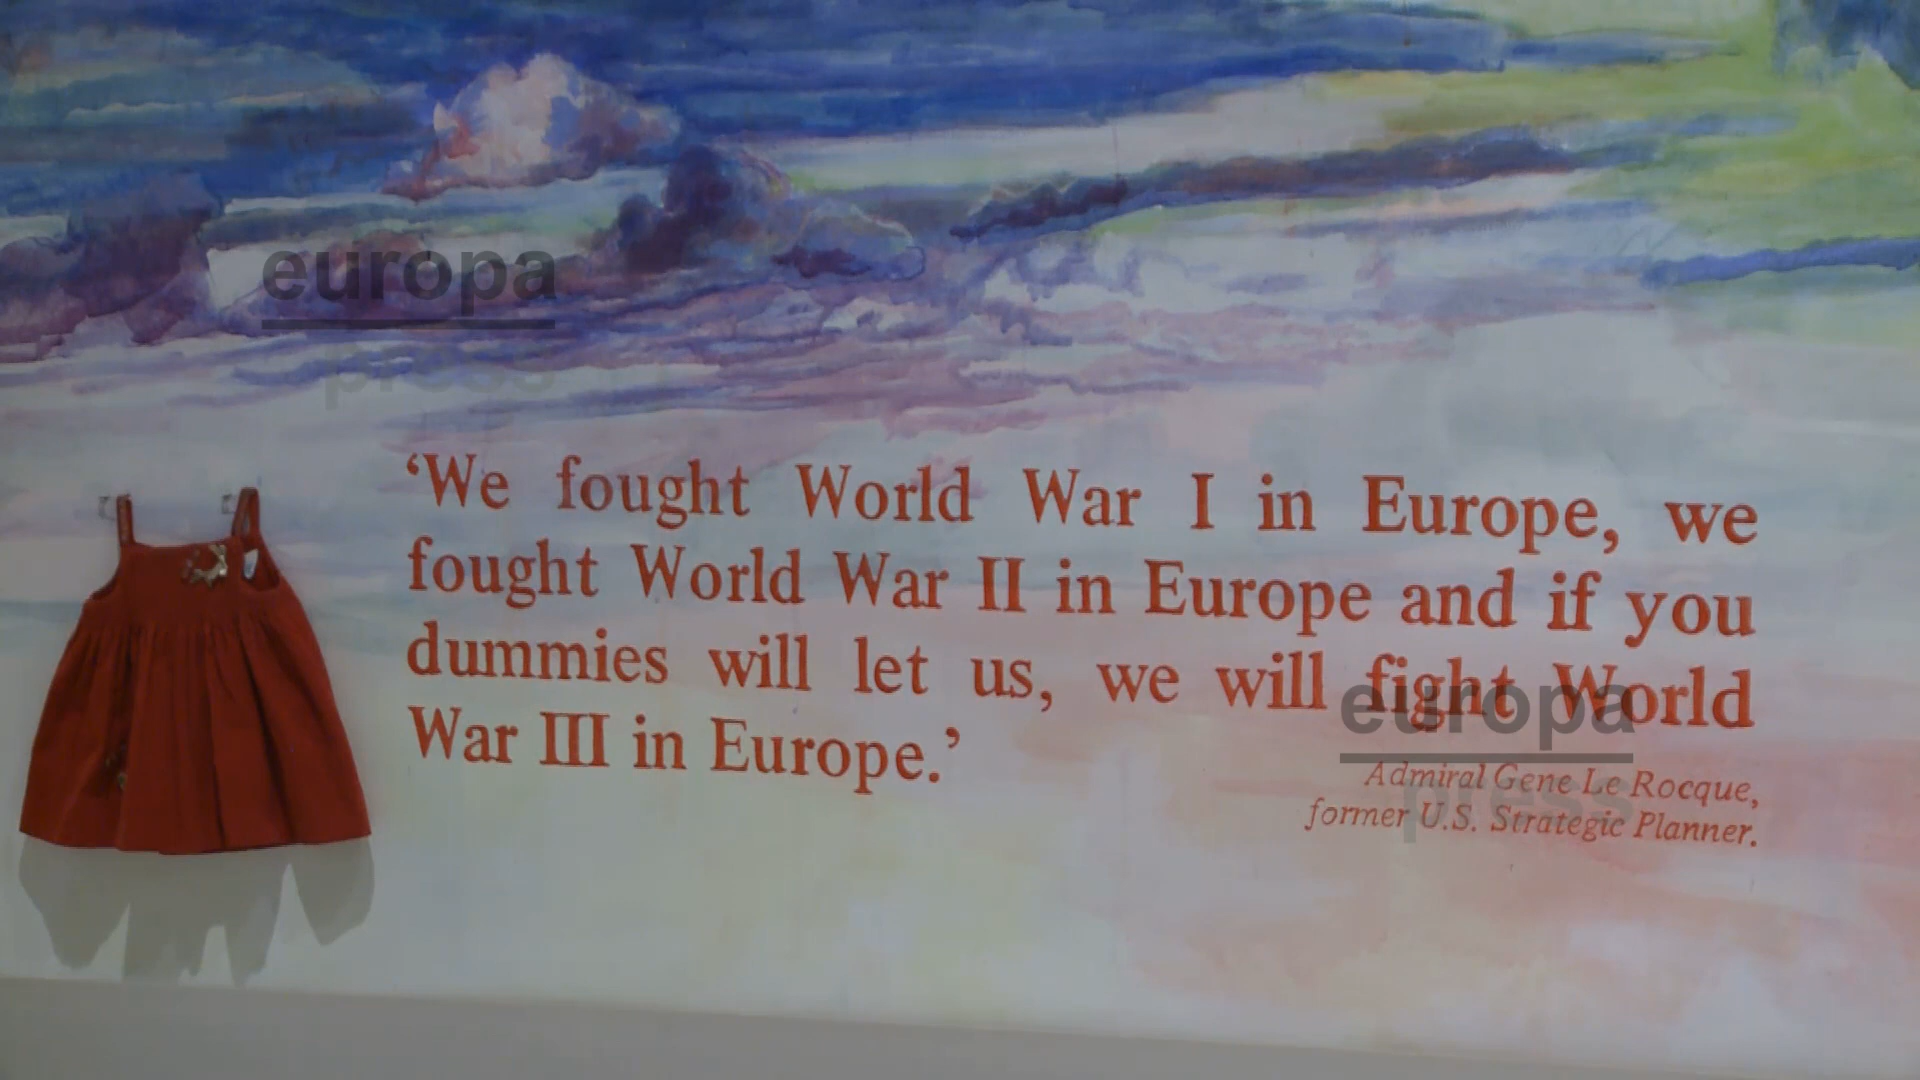 europa
press
‘We fought World War I in Europe, we
fought World War II in Europe and if you
dummies will let us, we will fight World
War III in Europe.’
europa
press
Admiral Gene Le Rocque,
former U.S. Strategic Planner.